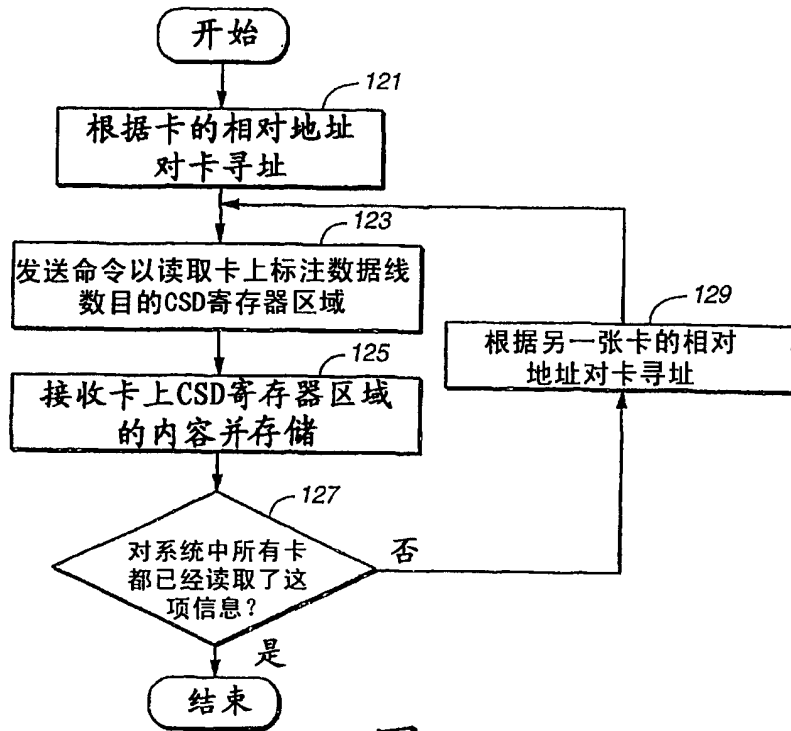 开始
121
根据卡的相对地址
对卡寻址
123
发送命令以读取卡上标注数据线
数目的CSD寄存器区域
125
接收卡上CSD寄存器区域
的内容并存储
127
对系统中所有卡
都已经读取了这
项信息?
否
129
根据另一张卡的相对
地址对卡寻址
是
结束